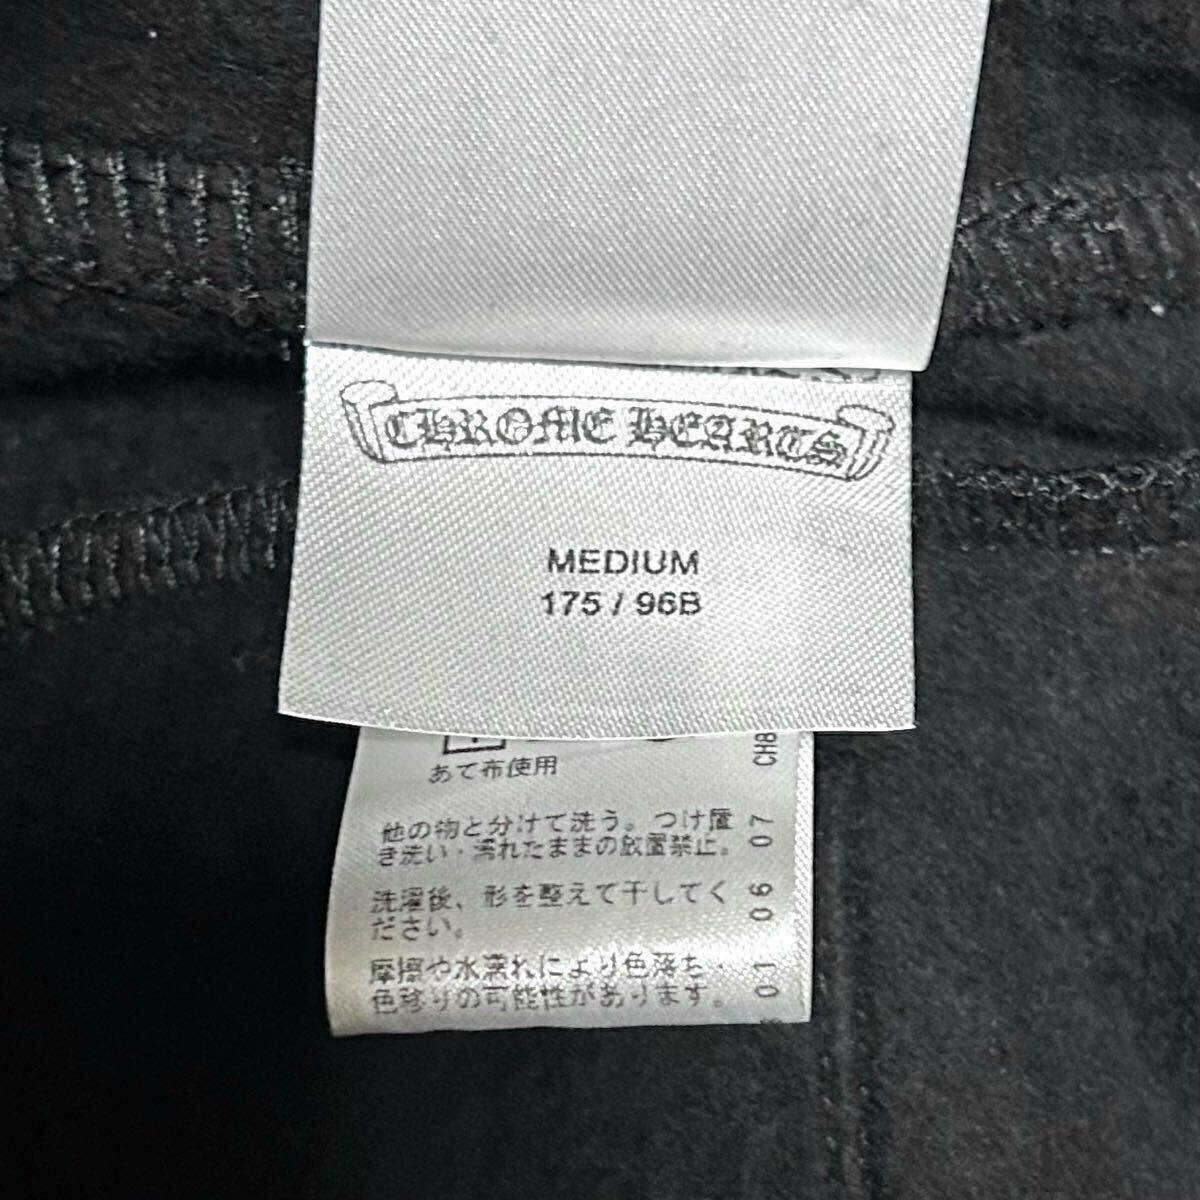 CHROME HEARTS
MEDIUM
175 / 96B
あて布使用
他の物と分けて洗う。つけ置
き洗い・濡れたままの放置禁止。
洗濯後、形を整えて干してく
ださい。
摩擦や水濡れにより色落ち・
色移りの可能性があります。
01 06 07 CH8